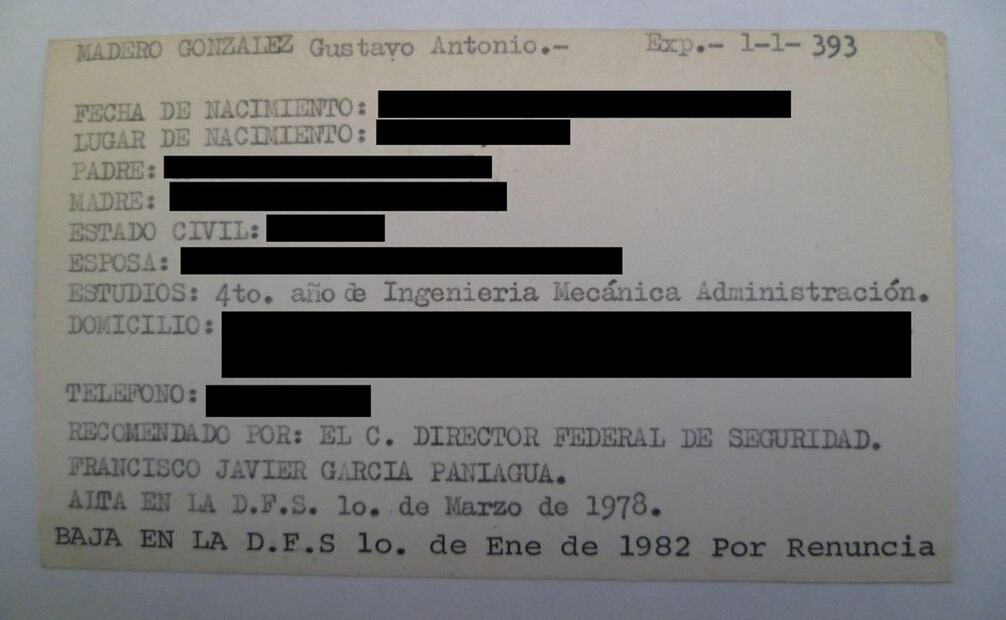 MADERO GONZALEZ Gustavo Antonio.- Exp.- 1-1- 393
FECHA DE NACIMIENTO:
LUGAR DE NACIMIENTO:
PADRE:
MADRE:
ESTADO CIVIL:
ESPOSA:
ESTUDIOS: 4to. año de Ingenieria Mecánica Administración.
DOMICILIO:
TELEFONO:
RECOMENDADO POR: EL C. DIRECTOR FEDERAL DE SEGURIDAD.
FRANCISCO JAVIER GARCIA PANIAGUA.
ALTA EN LA D.F.S. 1o. de Marzo de 1978.
BAJA EN LA D.F.S 1o. de Ene de 1982 Por Renuncia